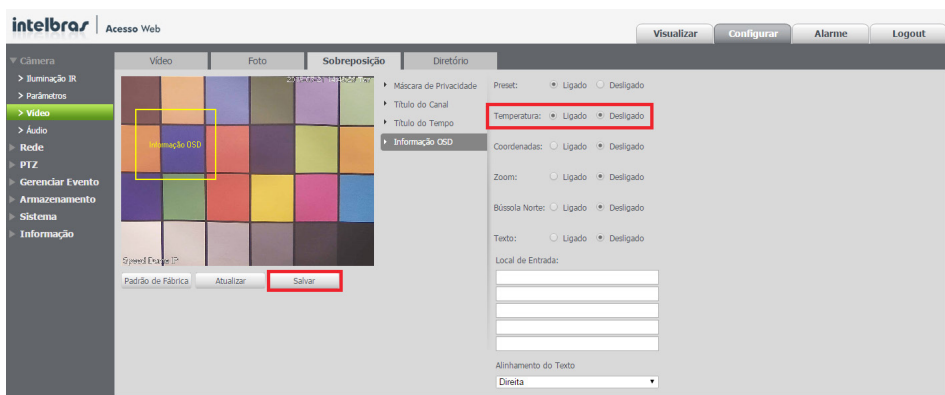 intelbras Acesso Web
Visualizar Configurar Alarme Logout
Câmera
> Iluminação IR
> Parâmetros
> Vídeo
> Áudio
Rede
PTZ
Gerenciar Evento
Armazenamento
Sistema
Informação
Vídeo Foto Sobreposição Diretório
Informação OSD
Speed Dome IP
Padrão de Fábrica Atualizar Salvar
Máscara de Privacidade
Título do Canal
Título do Tempo
Informação OSD
Preset: Ligado Desligado
Temperatura: Ligado Desligado
Coordenadas: Ligado Desligado
Zoom: Ligado Desligado
Bússola Norte: Ligado Desligado
Texto: Ligado Desligado
Local de Entrada:
Alinhamento do Texto
Direita